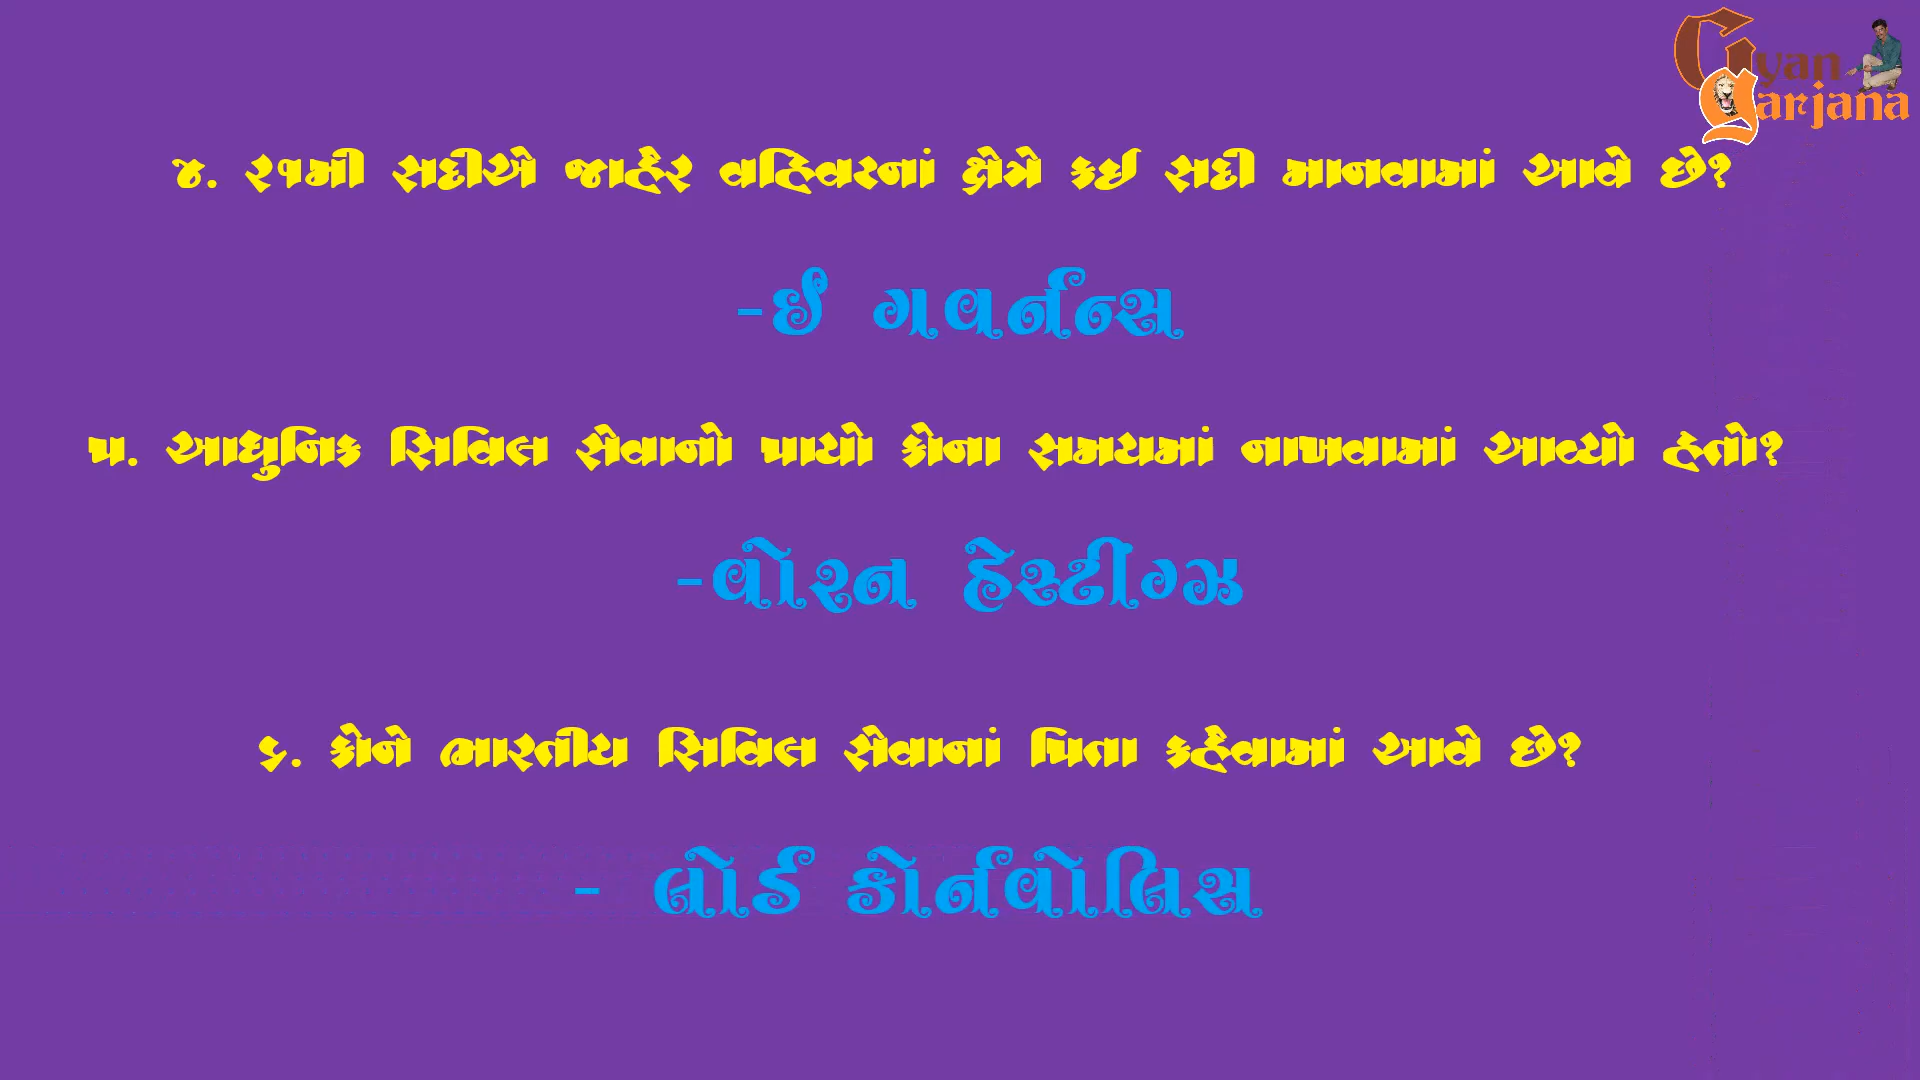 Gyan
Garjana
૪. ૨૧મી સદીએ જાહેર વહિવરનાં ક્ષેત્રે કઈ સદી માનવામાં આવે છે?
-ઈ ગવર્નન્સ
૫. આધુનિક સિવિલ સેવાનો પાયો કોના સમયમાં નાખવામાં આવ્યો હતો?
-વોરન હેસ્ટીંગ્ઝ
૬. કોને ભારતીય સિવિલ સેવાનાં પિતા કહેવામાં આવે છે?
- લોર્ડ કોર્નવોલિસ